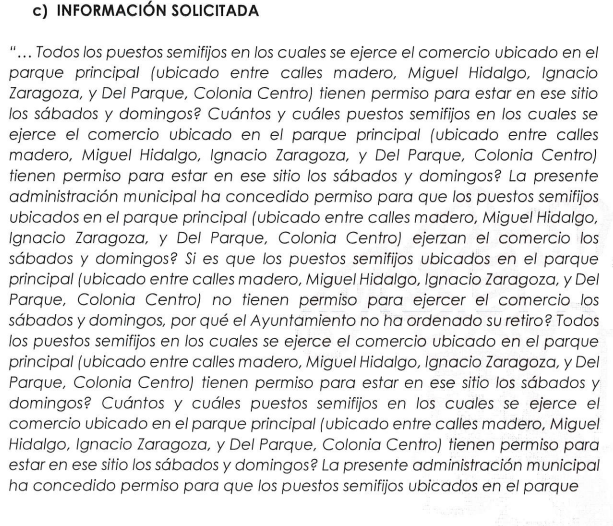 c) INFORMACIÓN SOLICITADA
"… Todos los puestos semifijos en los cuales se ejerce el comercio ubicado en el
parque principal (ubicado entre calles madero, Miguel Hidalgo, Ignacio
Zaragoza, y Del Parque, Colonia Centro) tienen permiso para estar en ese sitio
los sábados y domingos? Cuántos y cuáles puestos semifijos en los cuales se
ejerce el comercio ubicado en el parque principal (ubicado entre calles
madero, Miguel Hidalgo, Ignacio Zaragoza, y Del Parque, Colonia Centro)
tienen permiso para estar en ese sitio los sábados y domingos? La presente
administración municipal ha concedido permiso para que los puestos semifijos
ubicados en el parque principal (ubicado entre calles madero, Miguel Hidalgo,
Ignacio Zaragoza, y Del Parque, Colonia Centro) ejerzan el comercio los
sábados y domingos? Si es que los puestos semifijos ubicados en el parque
principal (ubicado entre calles madero, Miguel Hidalgo, Ignacio Zaragoza, y Del
Parque, Colonia Centro) no tienen permiso para ejercer el comercio los
sábados y domingos, por qué el Ayuntamiento no ha ordenado su retiro? Todos
los puestos semifijos en los cuales se ejerce el comercio ubicado en el parque
principal (ubicado entre calles madero, Miguel Hidalgo, Ignacio Zaragoza, y Del
Parque, Colonia Centro) tienen permiso para estar en ese sitio los sábados y
domingos? Cuántos y cuáles puestos semifijos en los cuales se ejerce el
comercio ubicado en el parque principal (ubicado entre calles madero, Miguel
Hidalgo, Ignacio Zaragoza, y Del Parque, Colonia Centro) tienen permiso para
estar en ese sitio los sábados y domingos? La presente administración municipal
ha concedido permiso para que los puestos semifijos ubicados en el parque